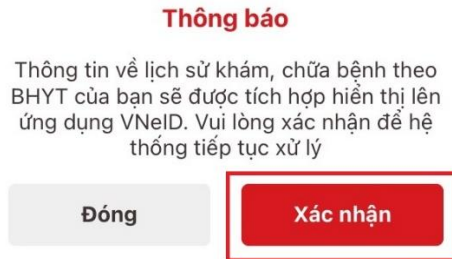 Thông báo
Thông tin về lịch sử khám, chữa bệnh theo
BHYT của bạn sẽ được tích hợp hiển thị lên
ứng dụng VNeID. Vui lòng xác nhận để hệ
thống tiếp tục xử lý
Đóng
Xác nhận